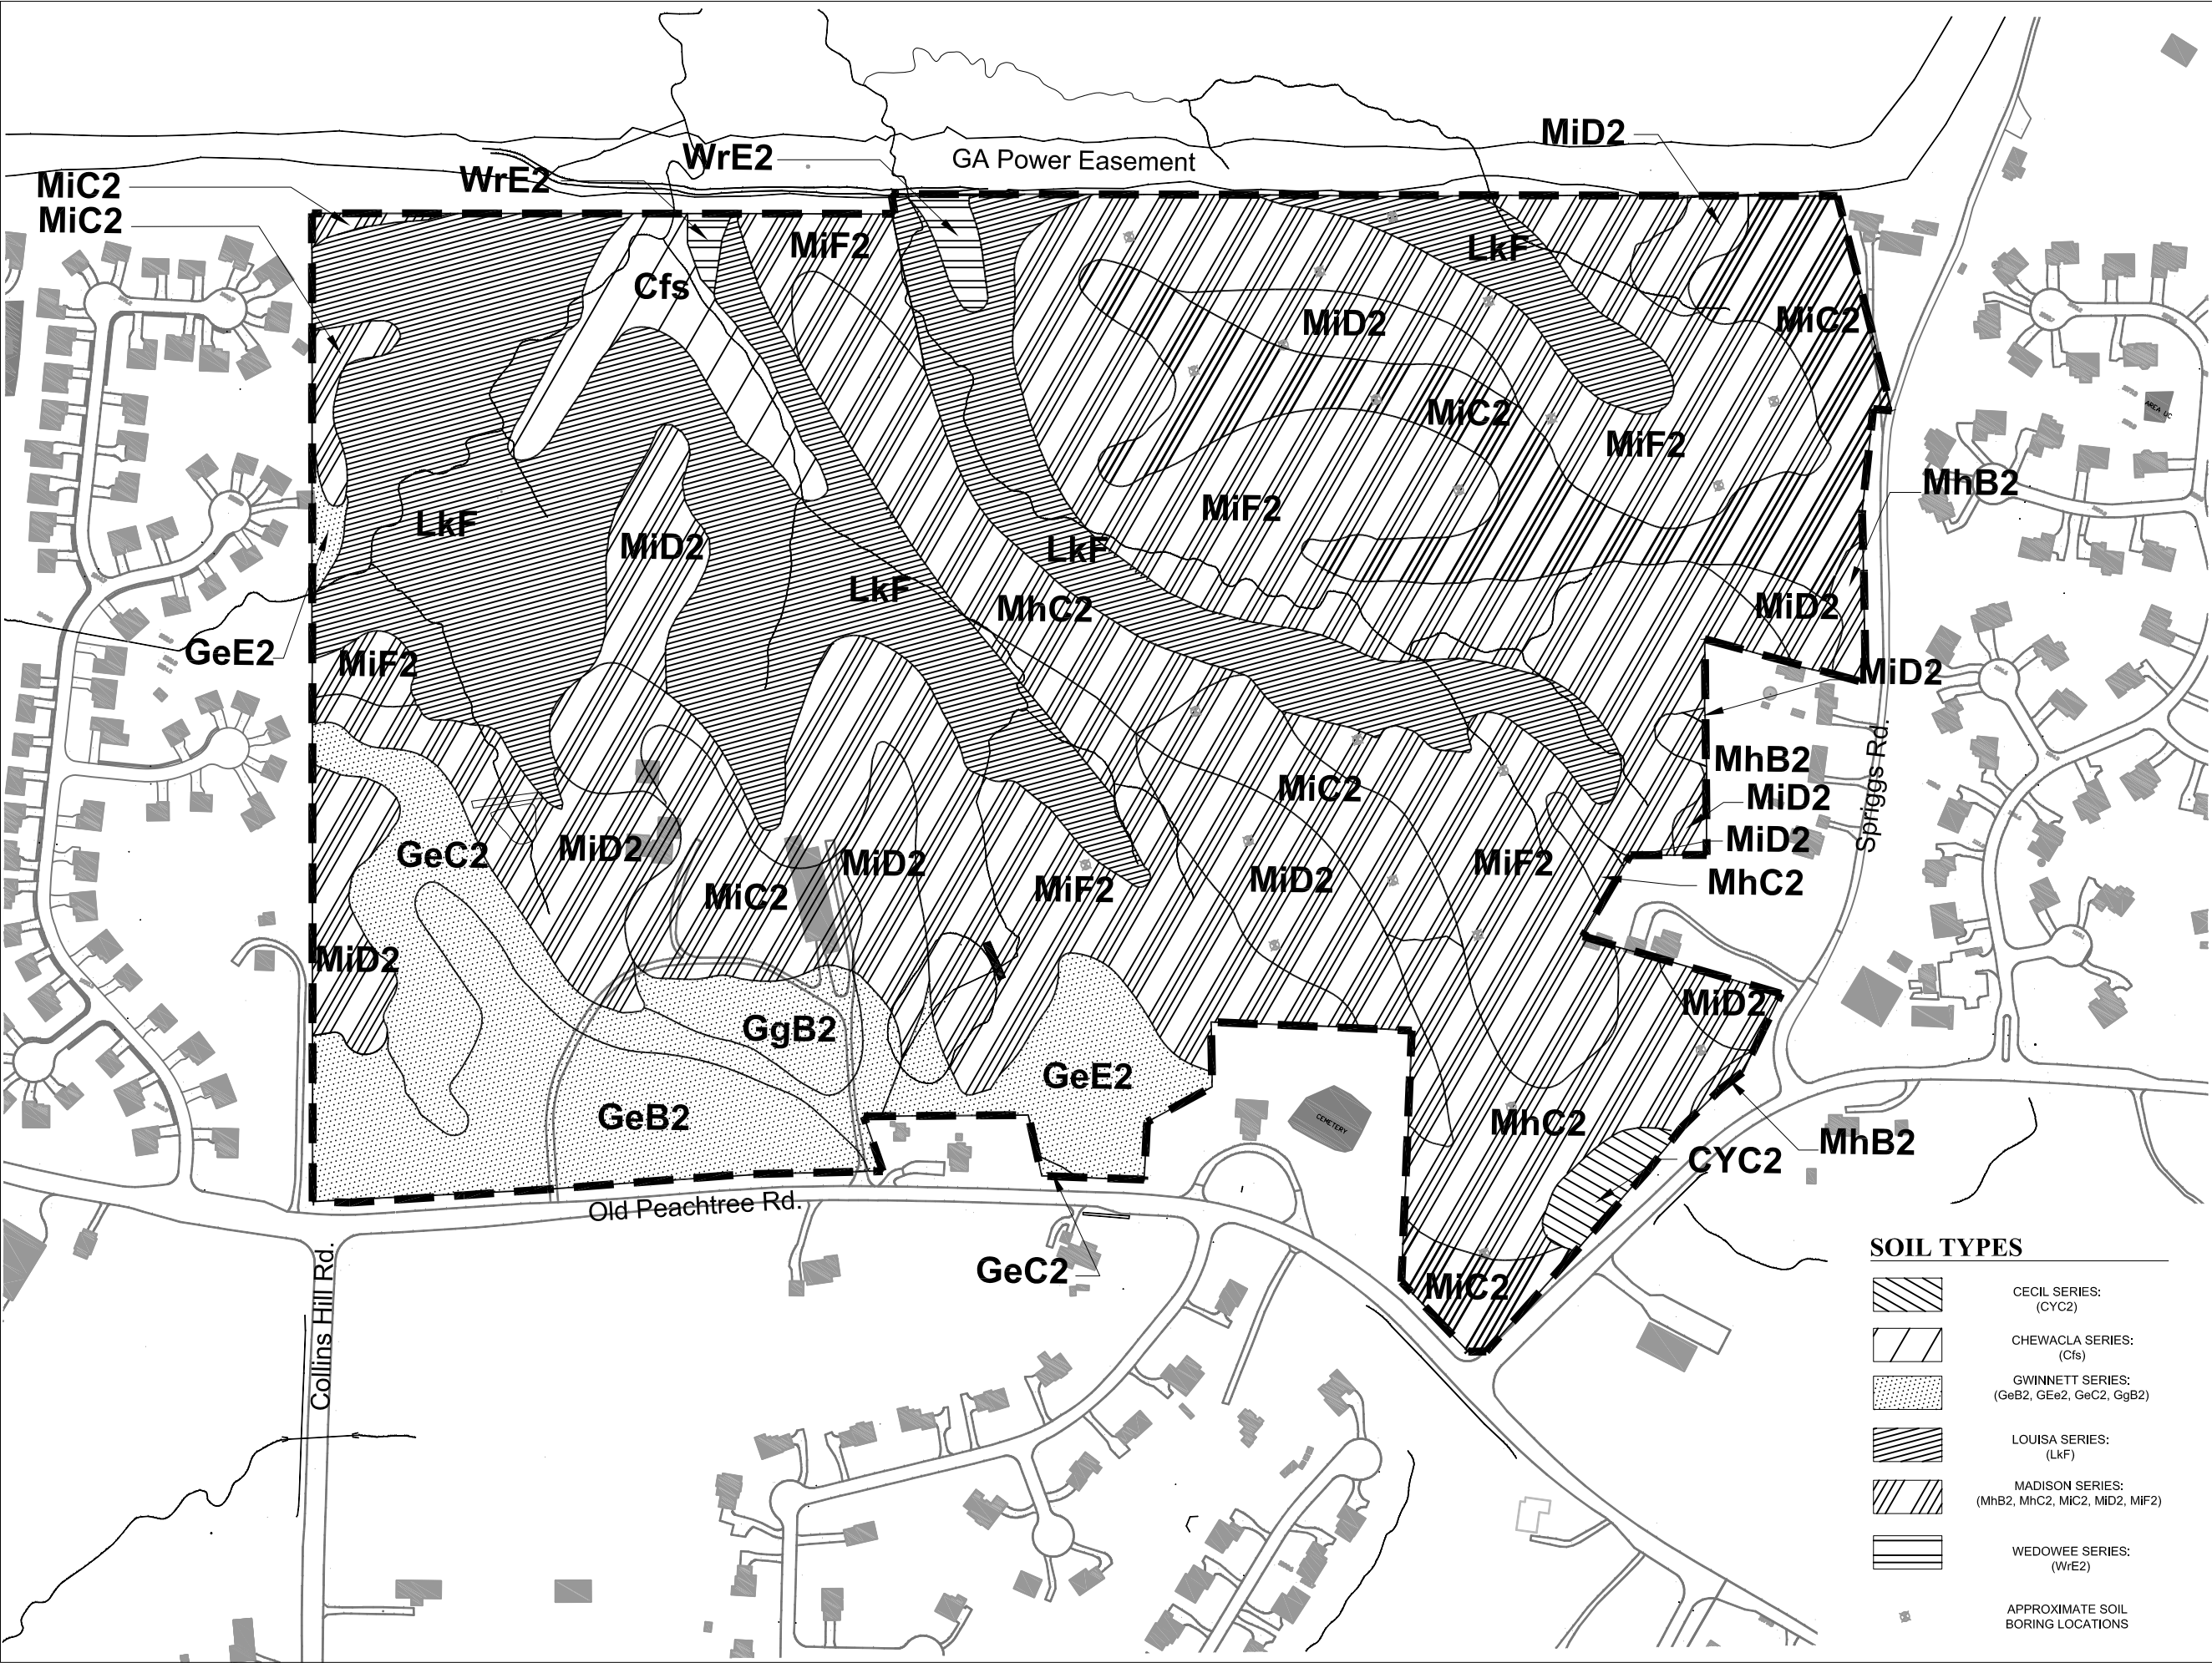 MiD2
WrE2
GA Power Easement
WrE2
MiC2
MiC2
MiF2
LkF
Cfs
MiD2
MiC2
AREA UC
MiC2
MiF2
MhB2
MiF2
LkF
MiD2
LkF
LkF
MhC2
MiD2
GeE2
MiF2
MiD2
Spriggs Rd.
MhB2
MiC2
MiD2
MiD2
GeC2
MiD2
MiD2
MiF2
MiC2
MiF2
MiD2
MhC2
MiD2
MiD2
GgB2
GeE2
GeB2
CEMETERY
MhC2
MhB2
CYC2
Old Peachtree Rd.
GeC2
MiC2
Collins Hill Rd.
SOIL TYPES
CECIL SERIES:
(CYC2)
CHEWACLA SERIES:
(Cfs)
GWINNETT SERIES:
(GeB2, GEe2, GeC2, GgB2)
LOUISA SERIES:
(LkF)
MADISON SERIES:
(MhB2, MhC2, MiC2, MiD2, MiF2)
WEDOWEE SERIES:
(WrE2)
APPROXIMATE SOIL
BORING LOCATIONS